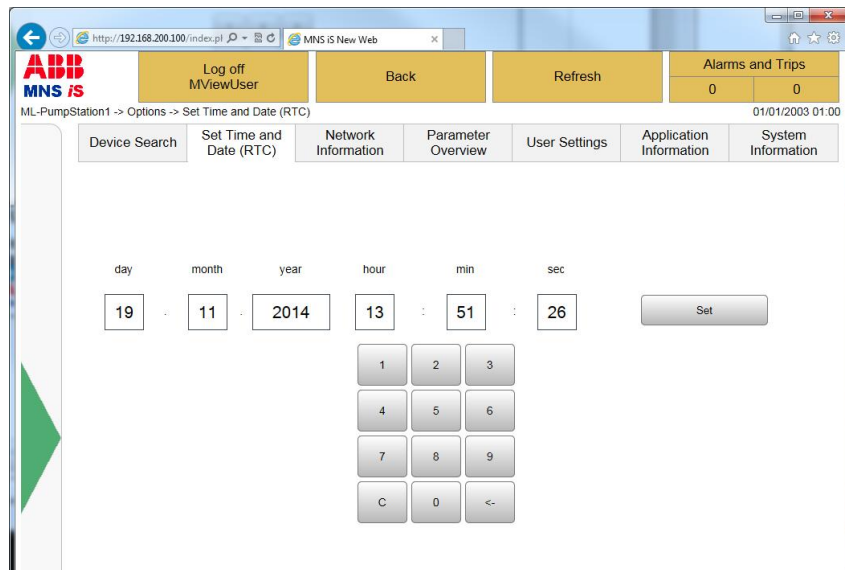 http://192.168.200.100/index.pl
MNS iS New Web
ABB
MNS iS
Log off
MViewUser
Back
Refresh
Alarms and Trips
0 0
ML-PumpStation1 -> Options -> Set Time and Date (RTC)
01/01/2003 01:00
Device Search
Set Time and
Date (RTC)
Network
Information
Parameter
Overview
User Settings
Application
Information
System
Information
day month year hour min sec
19 . 11 . 2014 13 : 51 : 26 Set
1 2 3
4 5 6
7 8 9
C 0 <-